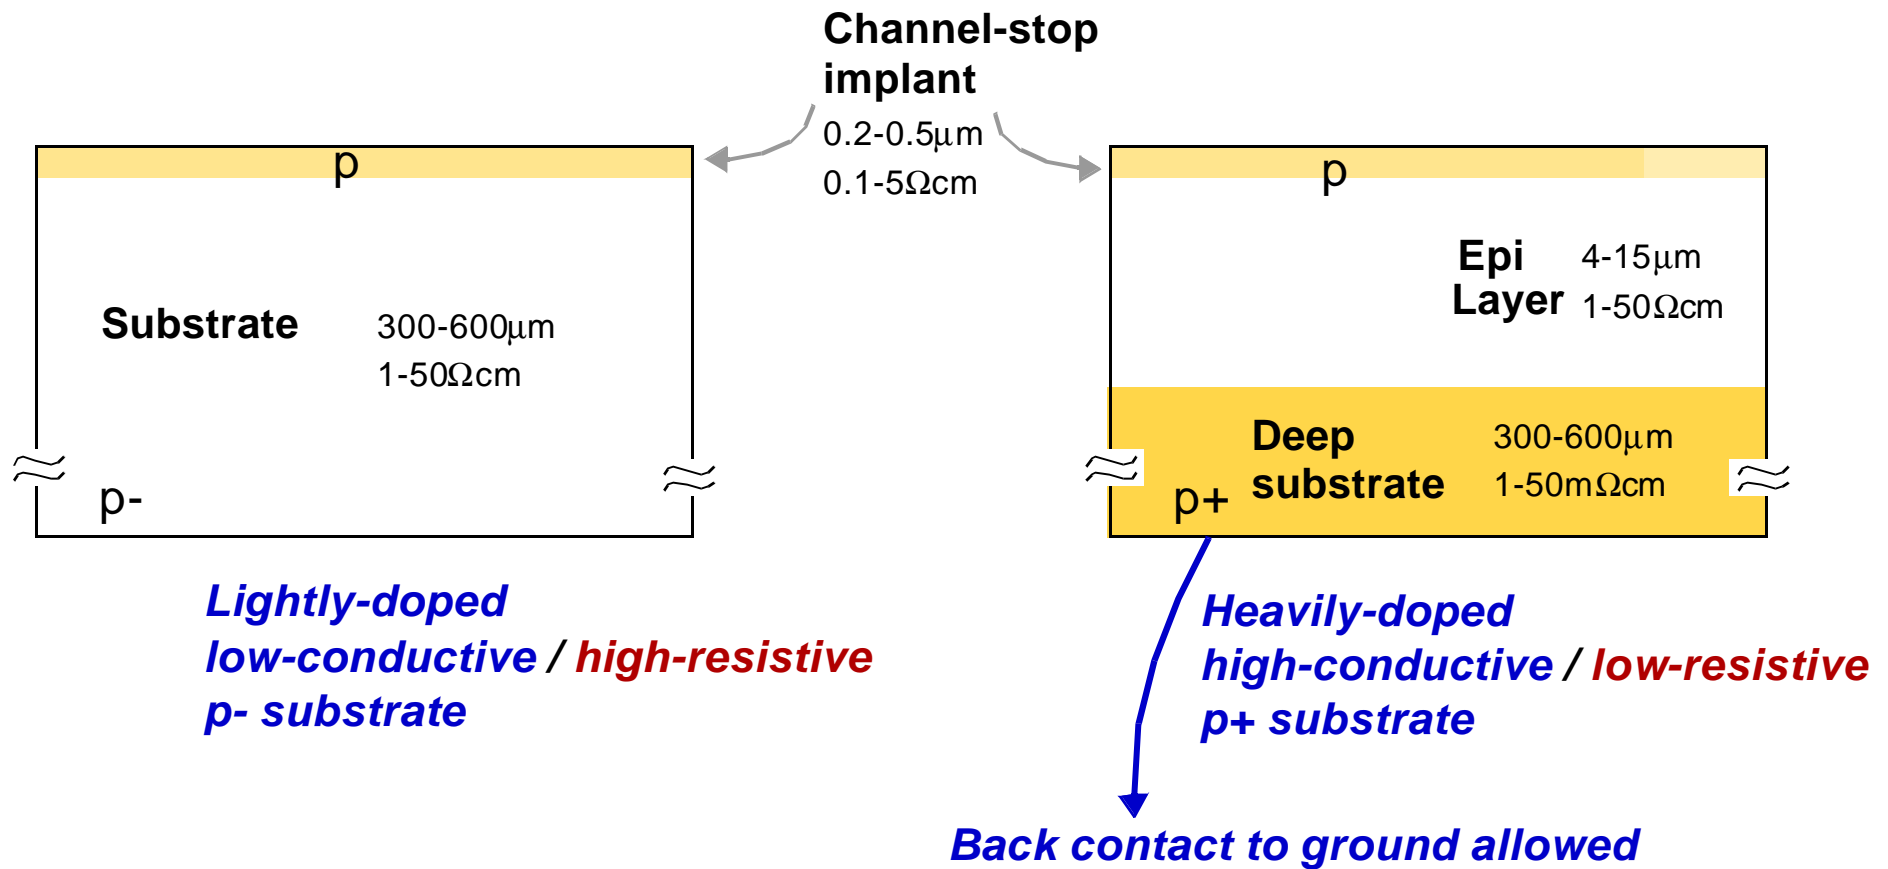 Channel-stop
implant
0.2-0.5μm
0.1-5Ωcm
p
Substrate
300-600μm
1-50Ωcm
p-
p
Epi
Layer
4-15μm
1-50Ωcm
Deep
substrate
300-600μm
1-50mΩcm
p+
Lightly-doped
low-conductive / high-resistive
p- substrate
Heavily-doped
high-conductive / low-resistive
p+ substrate
Back contact to ground allowed